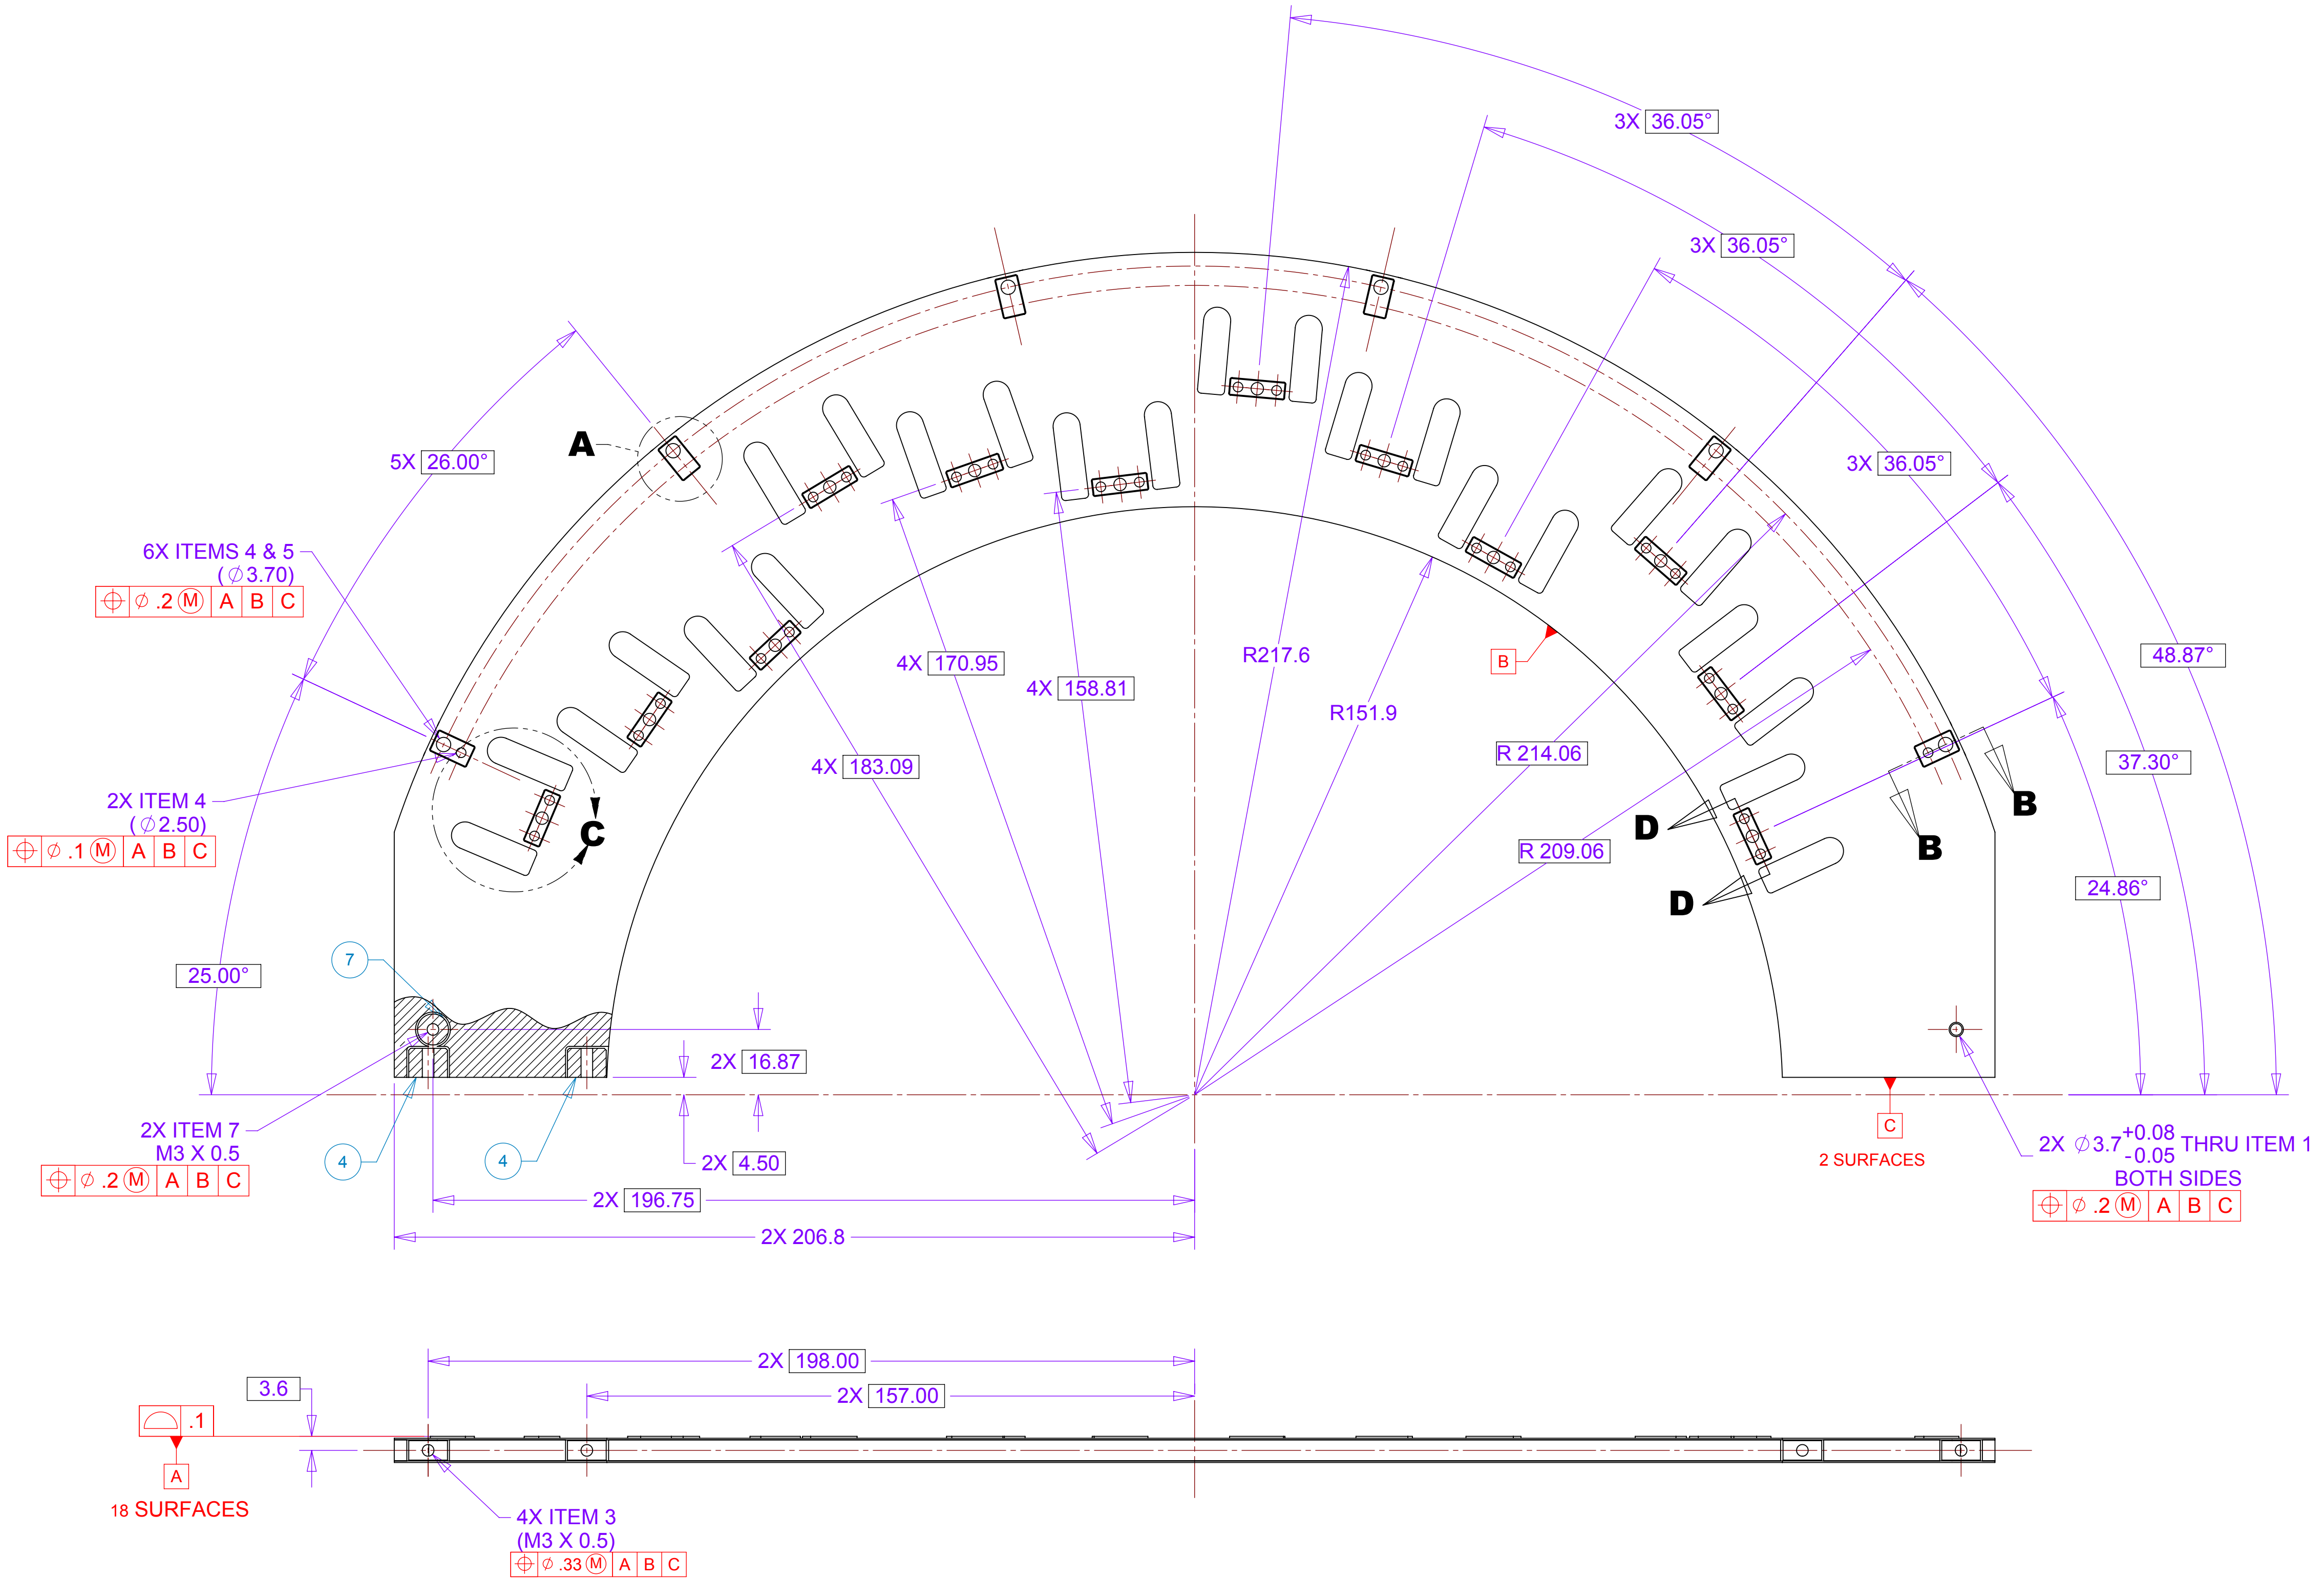 3X 36.05°
3X 36.05°
3X 36.05°
A
5X 26.00°
6X ITEMS 4 & 5
(⌀3.70)
⌖ ⌀ .2 Ⓜ A B C
4X 170.95
4X 158.81
R217.6
B
48.87°
R151.9
4X 183.09
R 214.06
37.30°
2X ITEM 4
(⌀2.50)
⌖ ⌀ .1 Ⓜ A B C
C
D
R 209.06
B
B
D
24.86°
7
25.00°
2X 16.87
2X ITEM 7
M3 X 0.5
⌖ ⌀ .2 Ⓜ A B C
4
4
2X 4.50
C
2 SURFACES
2X ⌀3.7 +0.08 -0.05 THRU ITEM 1
BOTH SIDES
⌖ ⌀ .2 Ⓜ A B C
2X 196.75
2X 206.8
2X 198.00
3.6
2X 157.00
⌓ .1
A
18 SURFACES
4X ITEM 3
(M3 X 0.5)
⌖ ⌀ .33 Ⓜ A B C